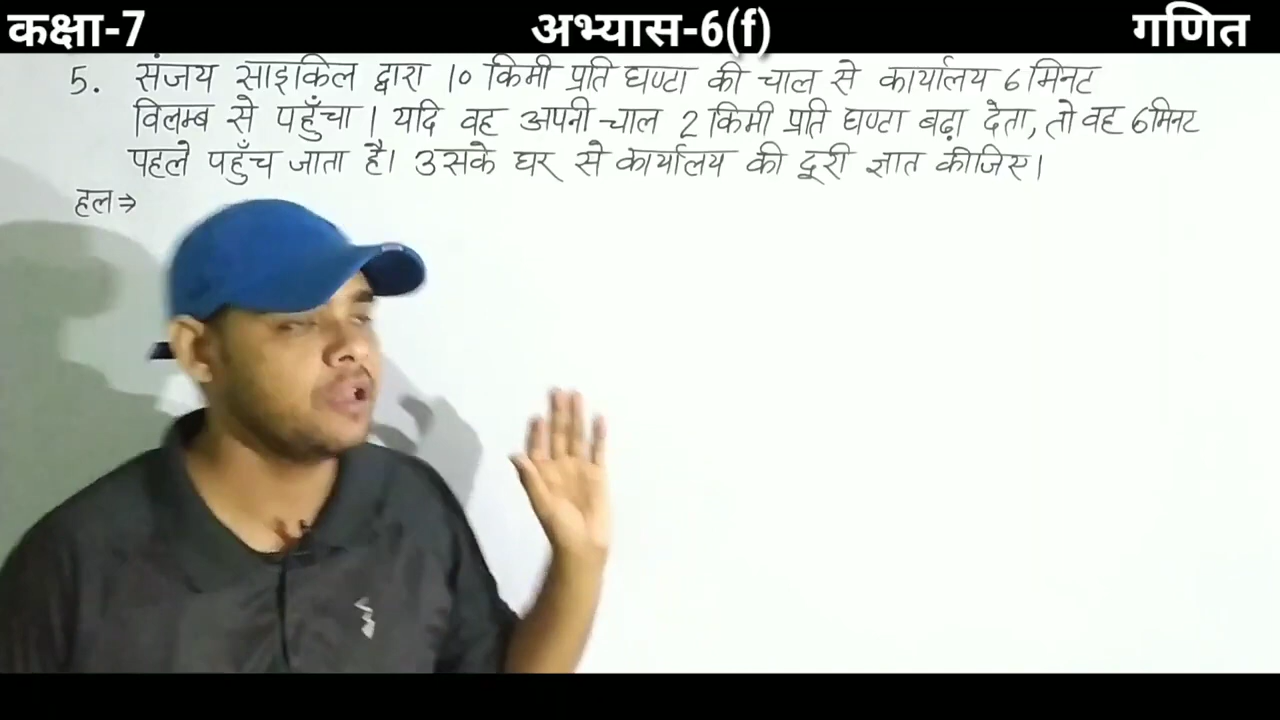 कक्षा-7 अभ्यास-6(f) गणित
5. संजय साइकिल द्वारा 10 किमी प्रति घण्टा की चाल से कार्यालय 6 मिनट
विलम्ब से पहुँचा। यदि वह अपनी चाल 2 किमी प्रति घण्टा बढ़ा देता, तो वह 6 मिनट
पहले पहुँच जाता है। उसके घर से कार्यालय की दूरी ज्ञात कीजिए।
हल⇒